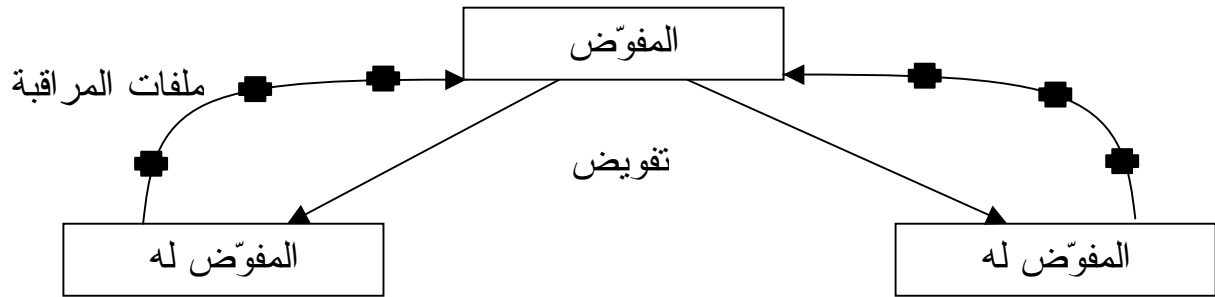 المفوّض
ملفات المراقبة
تفويض
المفوّض له
المفوّض له